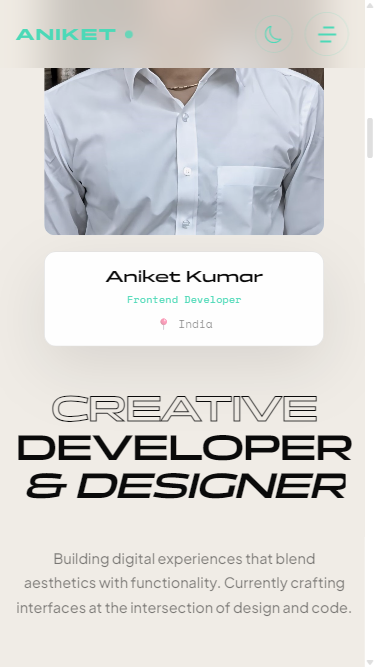 ANIKET
Aniket Kumar
Frontend Developer
📍 India
CREATIVE
DEVELOPER
& DESIGNER
Building digital experiences that blend
aesthetics with functionality. Currently crafting
interfaces at the intersection of design and code.